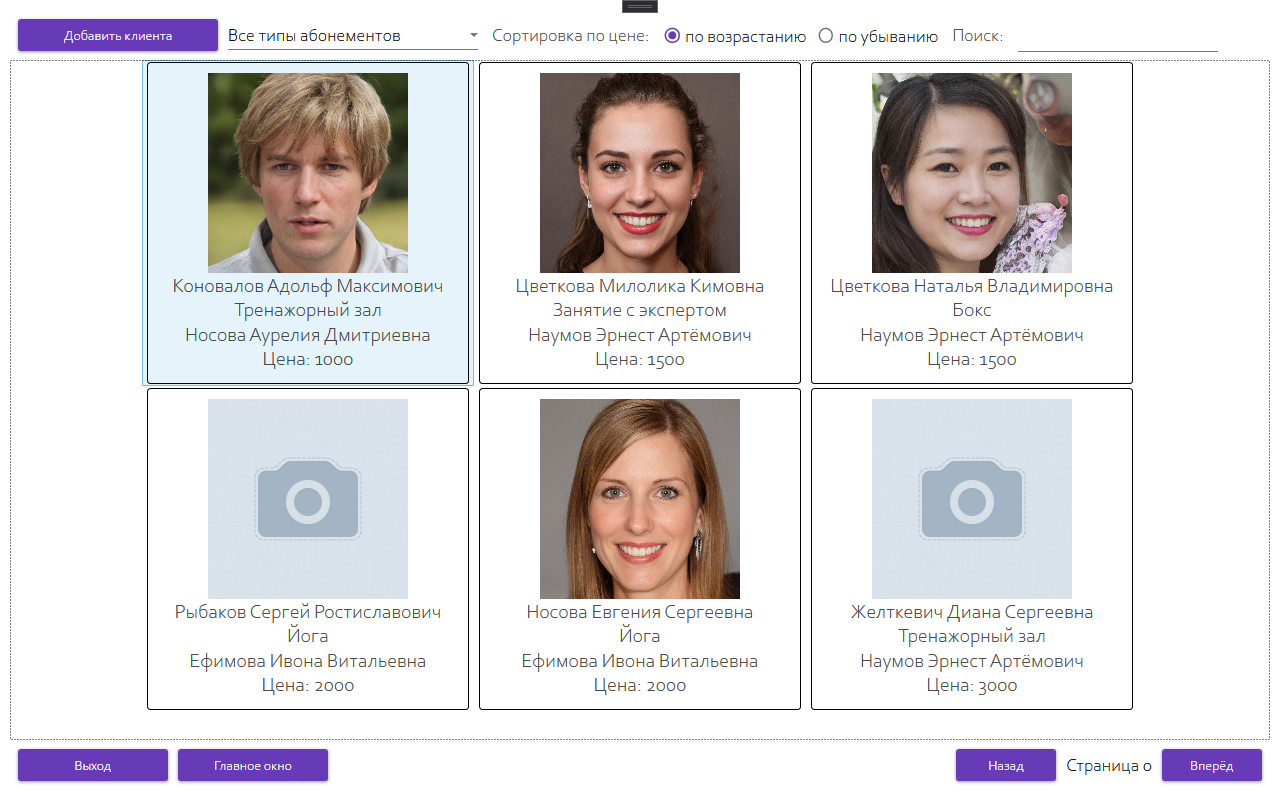 Добавить клиента
Все типы абонементов
Сортировка по цене:
по возрастанию
по убыванию
Поиск:
Коновалов Адольф Максимович
Тренажорный зал
Носова Аурелия Дмитриевна
Цена: 1000
Цветкова Милолика Кимовна
Занятие с экспертом
Наумов Эрнест Артёмович
Цена: 1500
Цветкова Наталья Владимировна
Бокс
Наумов Эрнест Артёмович
Цена: 1500
Рыбаков Сергей Ростиславович
Йога
Ефимова Ивона Витальевна
Цена: 2000
Носова Евгения Сергеевна
Йога
Ефимова Ивона Витальевна
Цена: 2000
Желткевич Диана Сергеевна
Тренажорный зал
Наумов Эрнест Артёмович
Цена: 3000
Выход
Главное окно
Назад
Страница 0
Вперёд